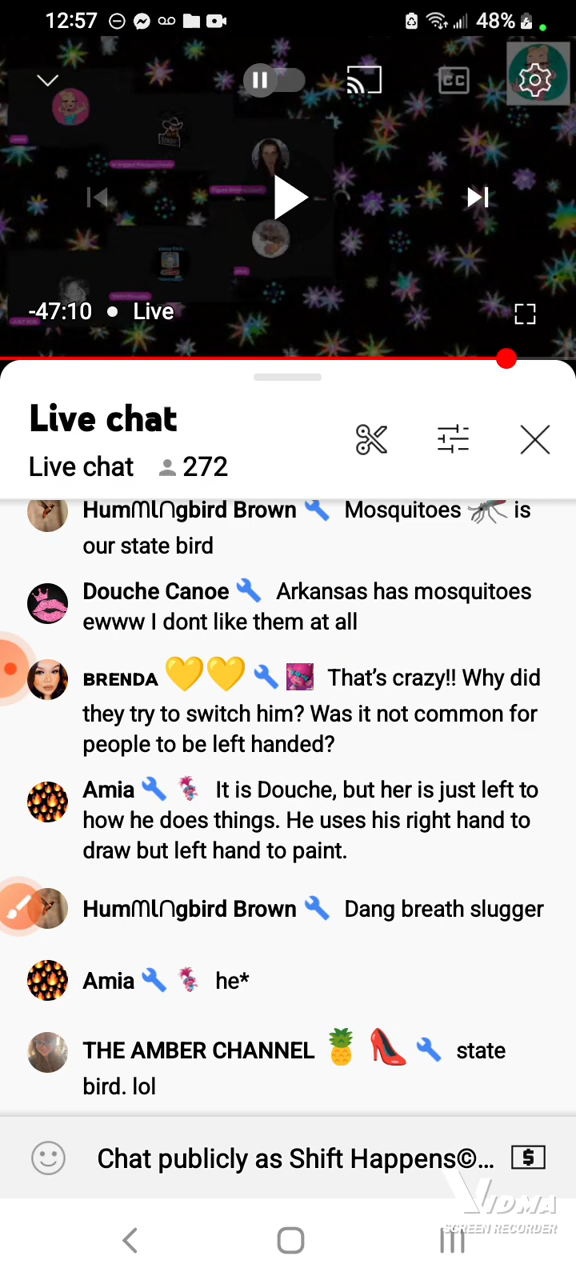 12:57
48%
CC
-47:10 • Live
Live chat
Live chat 272
Humᗰlᑎgbird Brown 🔧 Mosquitoes 🦟 is
our state bird
Douche Canoe 🔧 Arkansas has mosquitoes
ewww I dont like them at all
ʙʀᴇɴᴅᴀ 💛💛 🔧 That's crazy!! Why did
they try to switch him? Was it not common for
people to be left handed?
Amia 🔧 It is Douche, but her is just left to
how he does things. He uses his right hand to
draw but left hand to paint.
Humᗰlᑎgbird Brown 🔧 Dang breath slugger
Amia 🔧 he*
THE AMBER CHANNEL 🍍 👠 🔧 state
bird. lol
Chat publicly as Shift Happens©... $
VIDMA
SCREEN RECORDER